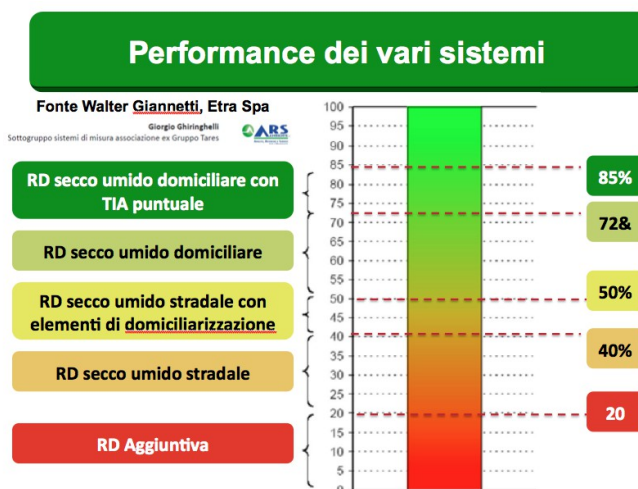 Performance dei vari sistemi
Fonte Walter Giannetti, Etra Spa
Giorgio Ghiringhelli
Sottogruppo sistemi di misura associazione ex Gruppo Tares
ARS
RD secco umido domiciliare con
TIA puntuale
RD secco umido domiciliare
RD secco umido stradale con
elementi di domiciliarizzazione
RD secco umido stradale
RD Aggiuntiva
100
95
90
85
80
75
70
65
60
55
50
45
40
35
30
25
20
15
10
5
0
85%
72&
50%
40%
20